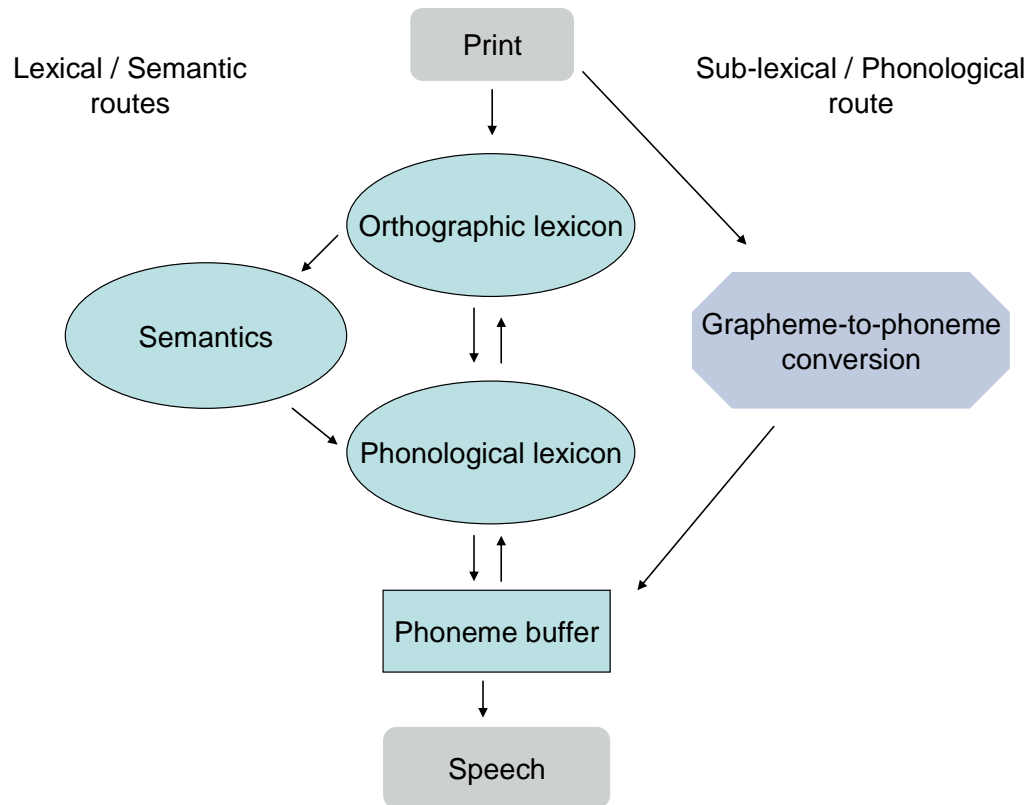 Print
Lexical / Semantic
routes
Sub-lexical / Phonological
route
Orthographic lexicon
Semantics
Grapheme-to-phoneme
conversion
Phonological lexicon
Phoneme buffer
Speech